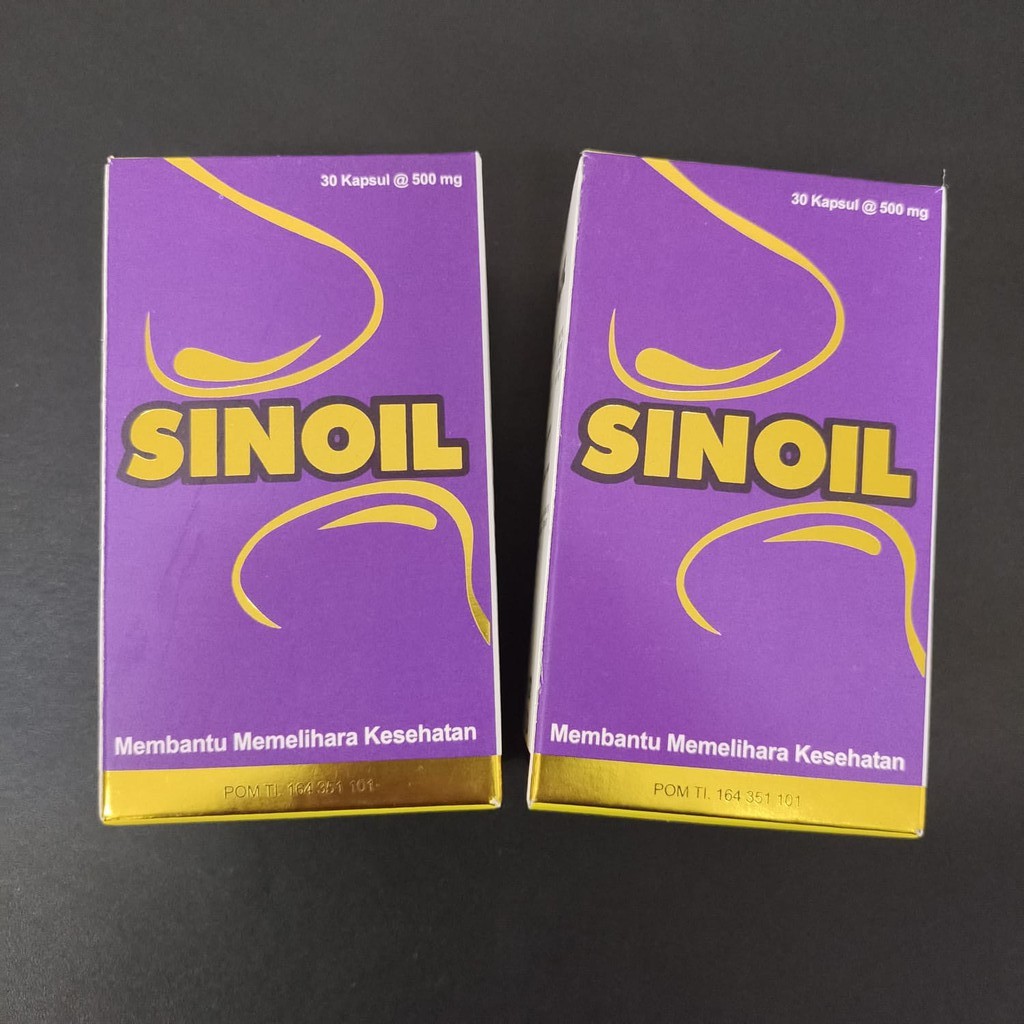 30 Kapsul @ 500 mg
SINOIL
Membantu Memelihara Kesehatan
POM TI. 164 351 101
30 Kapsul @ 500 mg
SINOIL
Membantu Memelihara Kesehatan
POM TI. 164 351 101